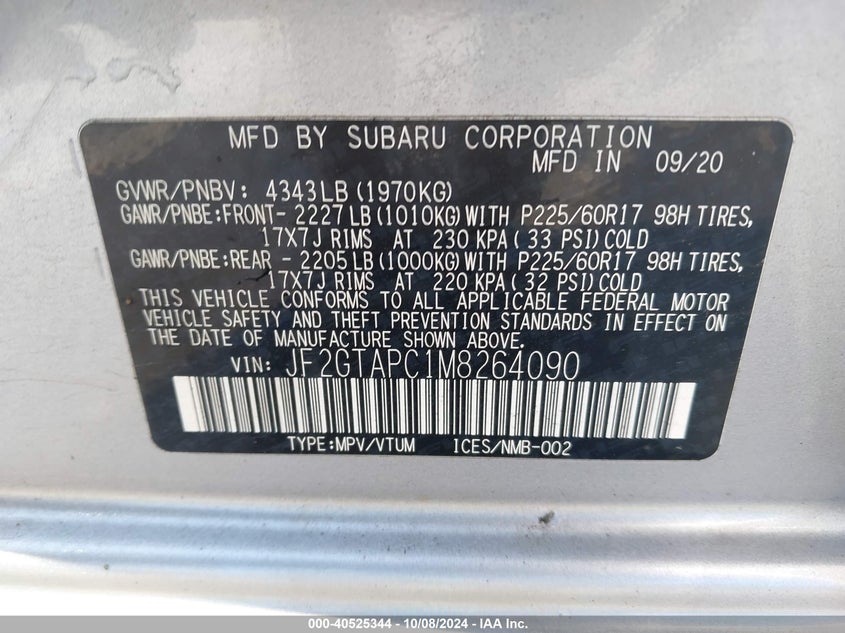 MFD BY SUBARU CORPORATION
MFD IN 09/20
GVWR/PNBV: 4343LB (1970KG)
GAWR/PNBE:FRONT- 2227 LB (1010KG) WITH P225/60R17 98H TIRES,
17X7J RIMS AT 230 KPA ( 33 PSI) COLD
GAWR/PNBE:REAR - 2205 LB (1000KG) WITH P225/60R17 98H TIRES,
17X7J RIMS AT 220 KPA ( 32 PSI) COLD
THIS VEHICLE CONFORMS TO ALL APPLICABLE FEDERAL MOTOR
VEHICLE SAFETY AND THEFT PREVENTION STANDARDS IN EFFECT ON
THE DATE OF MANUFACTURE SHOWN ABOVE.
VIN: JF2GTAPC1M8264090
TYPE:MPV/VTUM ICES/NMB-002
000-40525344 - 10/08/2024 - IAA Inc.